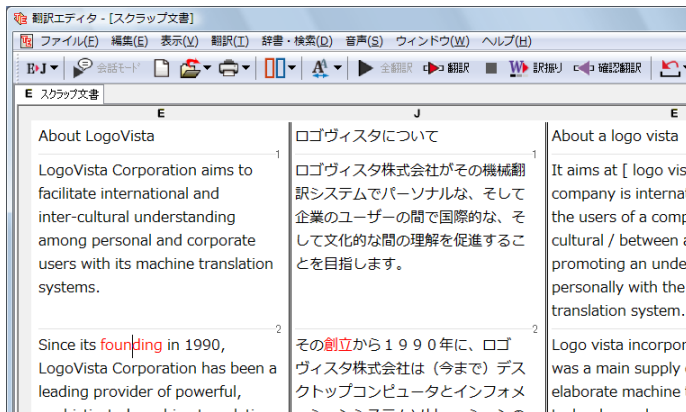 翻訳エディタ - [スクラップ文書]
ファイル(F) 編集(E) 表示(V) 翻訳(T) 辞書・検索(D) 音声(S) ウィンドウ(W) ヘルプ(H)
E▸J 会話モード 全翻訳 翻訳 訳振り 確認翻訳
E スクラップ文書
E J E
About LogoVista
1
LogoVista Corporation aims to
facilitate international and
inter-cultural understanding
among personal and corporate
users with its machine translation
systems.
2
Since its founding in 1990,
LogoVista Corporation has been a
leading provider of powerful,
ロゴヴィスタについて
1
ロゴヴィスタ株式会社がその機械翻
訳システムでパーソナルな、そして
企業のユーザーの間で国際的な、そ
して文化的な間の理解を促進するこ
とを目指します。
2
その創立から１９９０年に、ロゴ
ヴィスタ株式会社は（今まで）デス
クトップコンピュータとインフォメ
About a logo vista
It aims at [ logo vis
company is internat
the users of a comp
cultural / between a
promoting an unde
personally with the
translation system.
Logo vista incorpor
was a main supply
elaborate machine